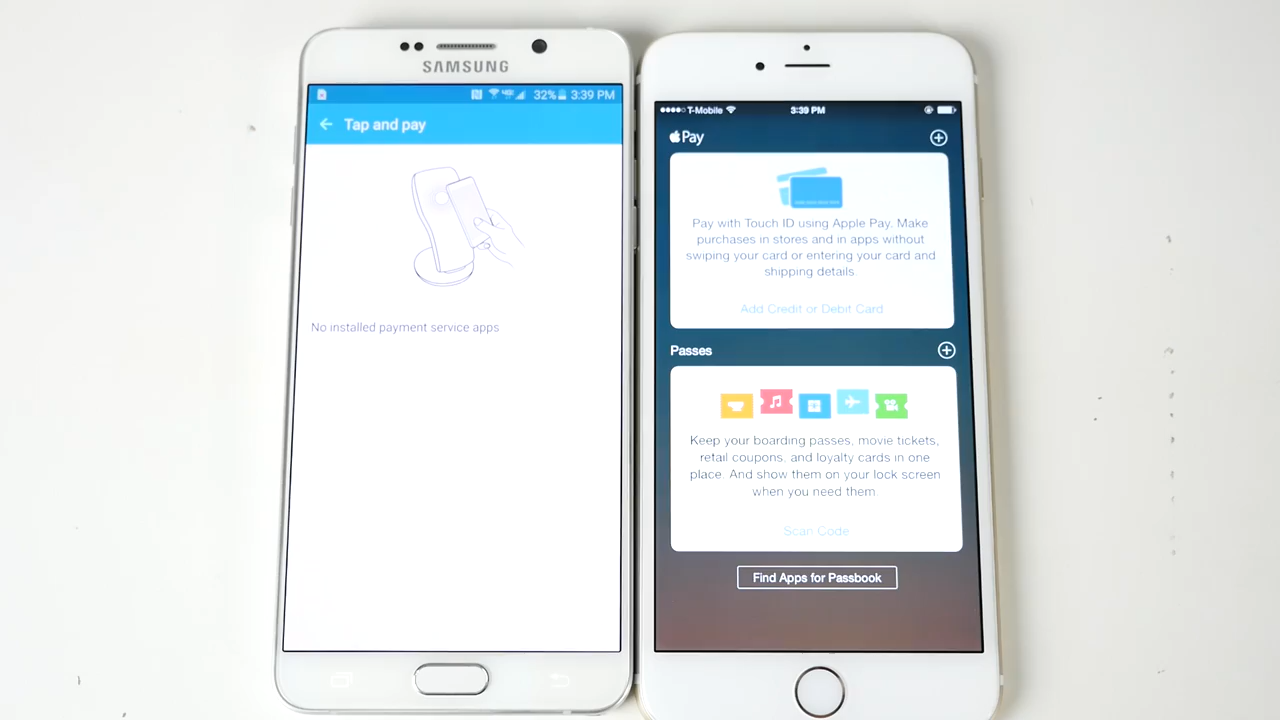 SAMSUNG
32% 3:39 PM
Tap and pay
No installed payment service apps
T-Mobile 3:39 PM
Pay
Pay with Touch ID using Apple Pay. Make
purchases in stores and in apps without
swiping your card or entering your card and
shipping details.
Add Credit or Debit Card
Passes
Keep your boarding passes, movie tickets,
retail coupons, and loyalty cards in one
place. And show them on your lock screen
when you need them.
Scan Code
Find Apps for Passbook